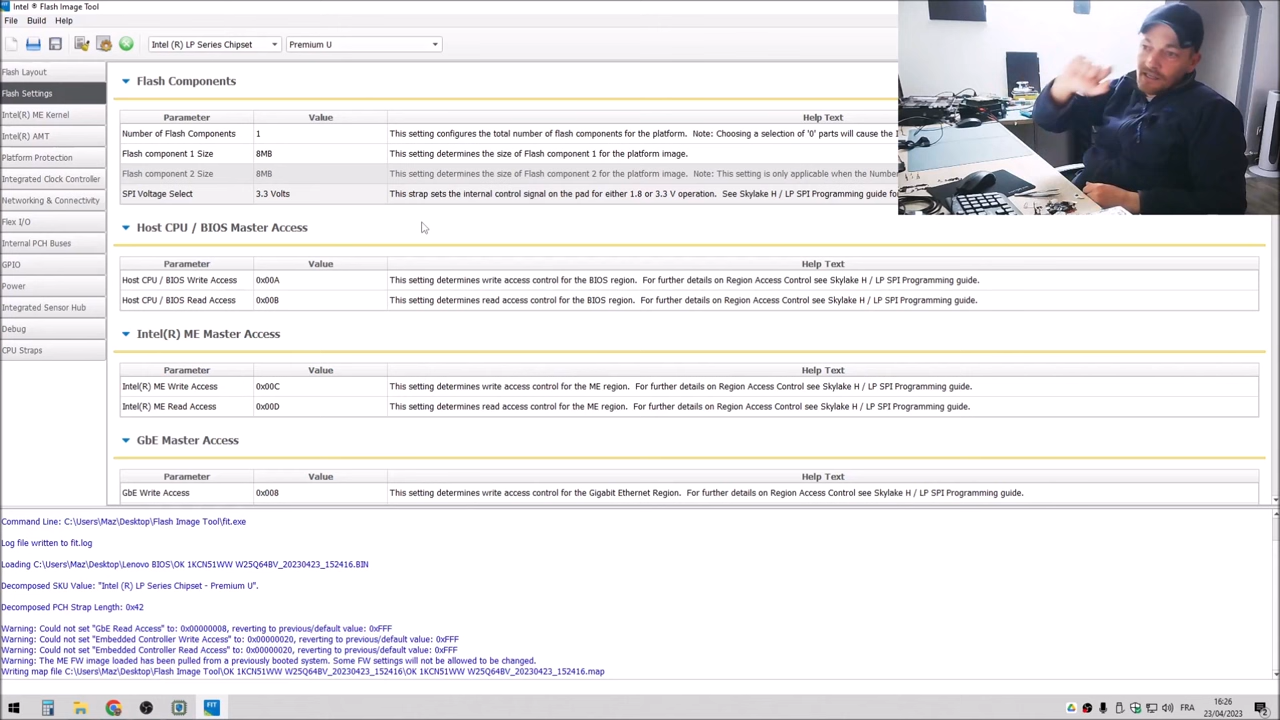 Intel ® Flash Image Tool
File Build Help
Intel (R) LP Series Chipset Premium U
Flash Layout
Flash Settings
Intel(R) ME Kernel
Intel(R) AMT
Platform Protection
Integrated Clock Controller
Networking & Connectivity
Flex I/O
Internal PCH Buses
GPIO
Power
Integrated Sensor Hub
Debug
CPU Straps
Flash Components
Parameter Value Help Text
Number of Flash Components 1 This setting configures the total number of flash components for the platform. Note: Choosing a selection of '0' parts will cause the
Flash component 1 Size 8MB This setting determines the size of Flash component 1 for the platform image.
Flash component 2 Size 8MB This setting determines the size of Flash component 2 for the platform image. Note: This setting is only applicable when the Number
SPI Voltage Select 3.3 Volts This strap sets the internal control signal on the pad for either 1.8 or 3.3 V operation. See Skylake H / LP SPI Programming guide fo
Host CPU / BIOS Master Access
Parameter Value Help Text
Host CPU / BIOS Write Access 0x00A This setting determines write access control for the BIOS region. For further details on Region Access Control see Skylake H / LP SPI Programming guide.
Host CPU / BIOS Read Access 0x00B This setting determines read access control for the BIOS region. For further details on Region Access Control see Skylake H / LP SPI Programming guide.
Intel(R) ME Master Access
Parameter Value Help Text
Intel(R) ME Write Access 0x00C This setting determines write access control for the ME region. For further details on Region Access Control see Skylake H / LP SPI Programming guide.
Intel(R) ME Read Access 0x00D This setting determines read access control for the ME region. For further details on Region Access Control see Skylake H / LP SPI Programming guide.
GbE Master Access
Parameter Value Help Text
GbE Write Access 0x008 This setting determines write access control for the Gigabit Ethernet Region. For further details on Region Access Control see Skylake H / LP SPI Programming guide.
Command Line: C:\Users\Maz\Desktop\Flash Image Tool\fit.exe
Log file written to fit.log
Loading C:\Users\Maz\Desktop\Lenovo BIOS\OK 1KCN51WW W25Q64BV_20230423_152416.BIN
Decomposed SKU Value: "Intel (R) LP Series Chipset - Premium U".
Decomposed PCH Strap Length: 0x42
Warning: Could not set "GbE Read Access" to: 0x00000008, reverting to previous/default value: 0xFFF
Warning: Could not set "Embedded Controller Write Access" to: 0x00000020, reverting to previous/default value: 0xFFF
Warning: Could not set "Embedded Controller Read Access" to: 0x00000020, reverting to previous/default value: 0xFFF
Warning: The ME FW image loaded has been pulled from a previously booted system. Some FW settings will not be allowed to be changed.
Writing map file C:\Users\Maz\Desktop\Flash Image Tool\OK 1KCN51WW W25Q64BV_20230423_152416\OK 1KCN51WW W25Q64BV_20230423_152416.map
FIT
FRA
16:26
23/04/2023
2